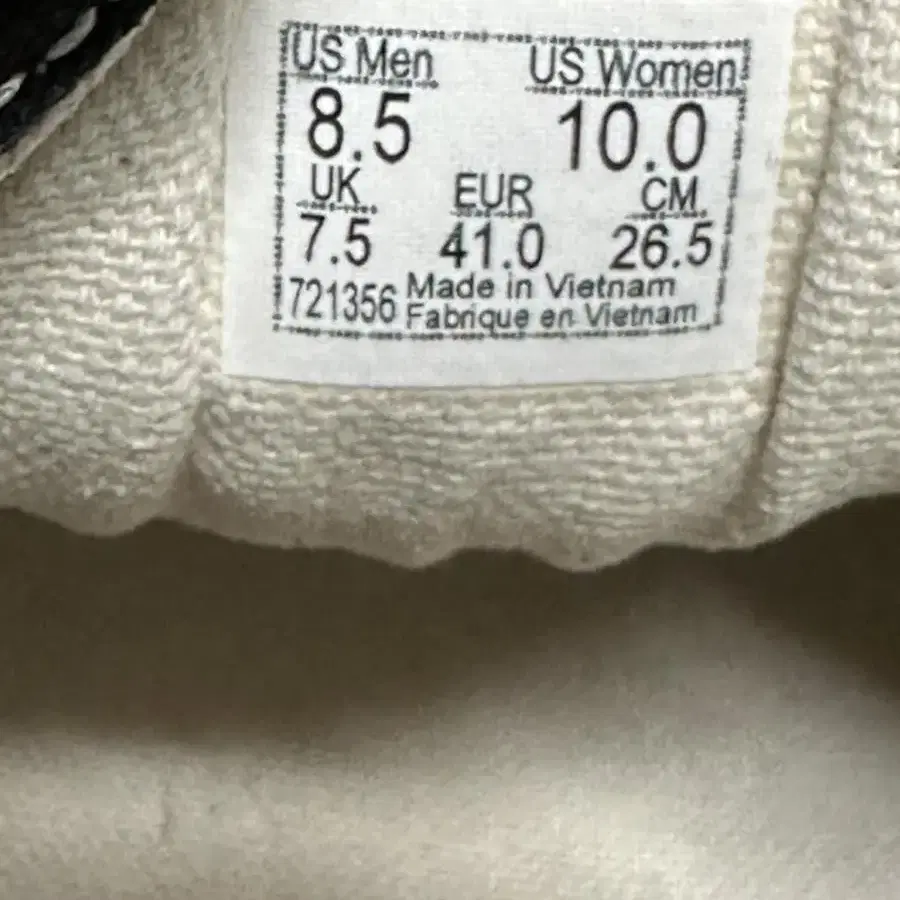 US Men US Women
8.5 10.0
UK EUR CM
7.5 41.0 26.5
721356 Made in Vietnam
Fabrique en Vietnam